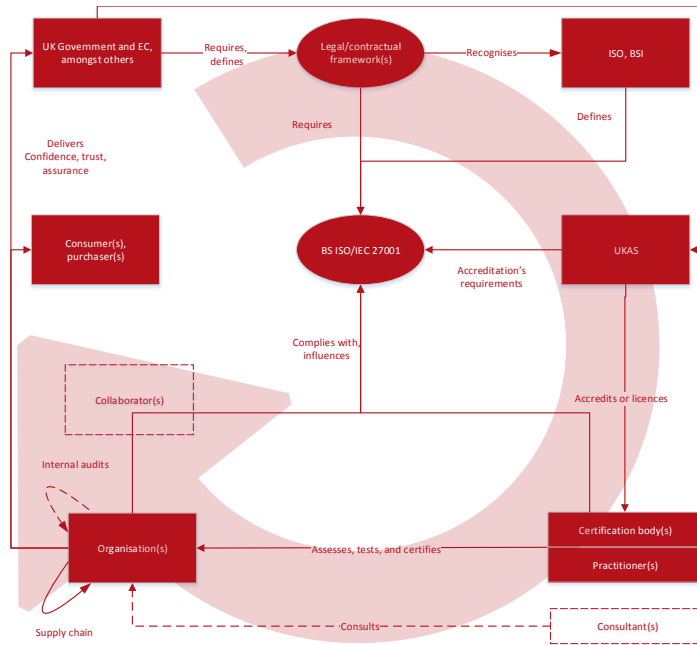 UK Government and EC,
amongst others
Requires,
defines
Legal/contractual
framework(s)
Recognises
ISO, BSI
Requires
Defines
Delivers
Confidence, trust,
assurance
Consumer(s),
purchaser(s)
BS ISO/IEC 27001
UKAS
Accreditation's
requirements
Complies with,
influences
Collaborator(s)
Accredits or licences
Internal audits
Organisation(s)
Assesses, tests, and certifies
Certification body(s)
Practitioner(s)
Supply chain
Consults
Consultant(s)